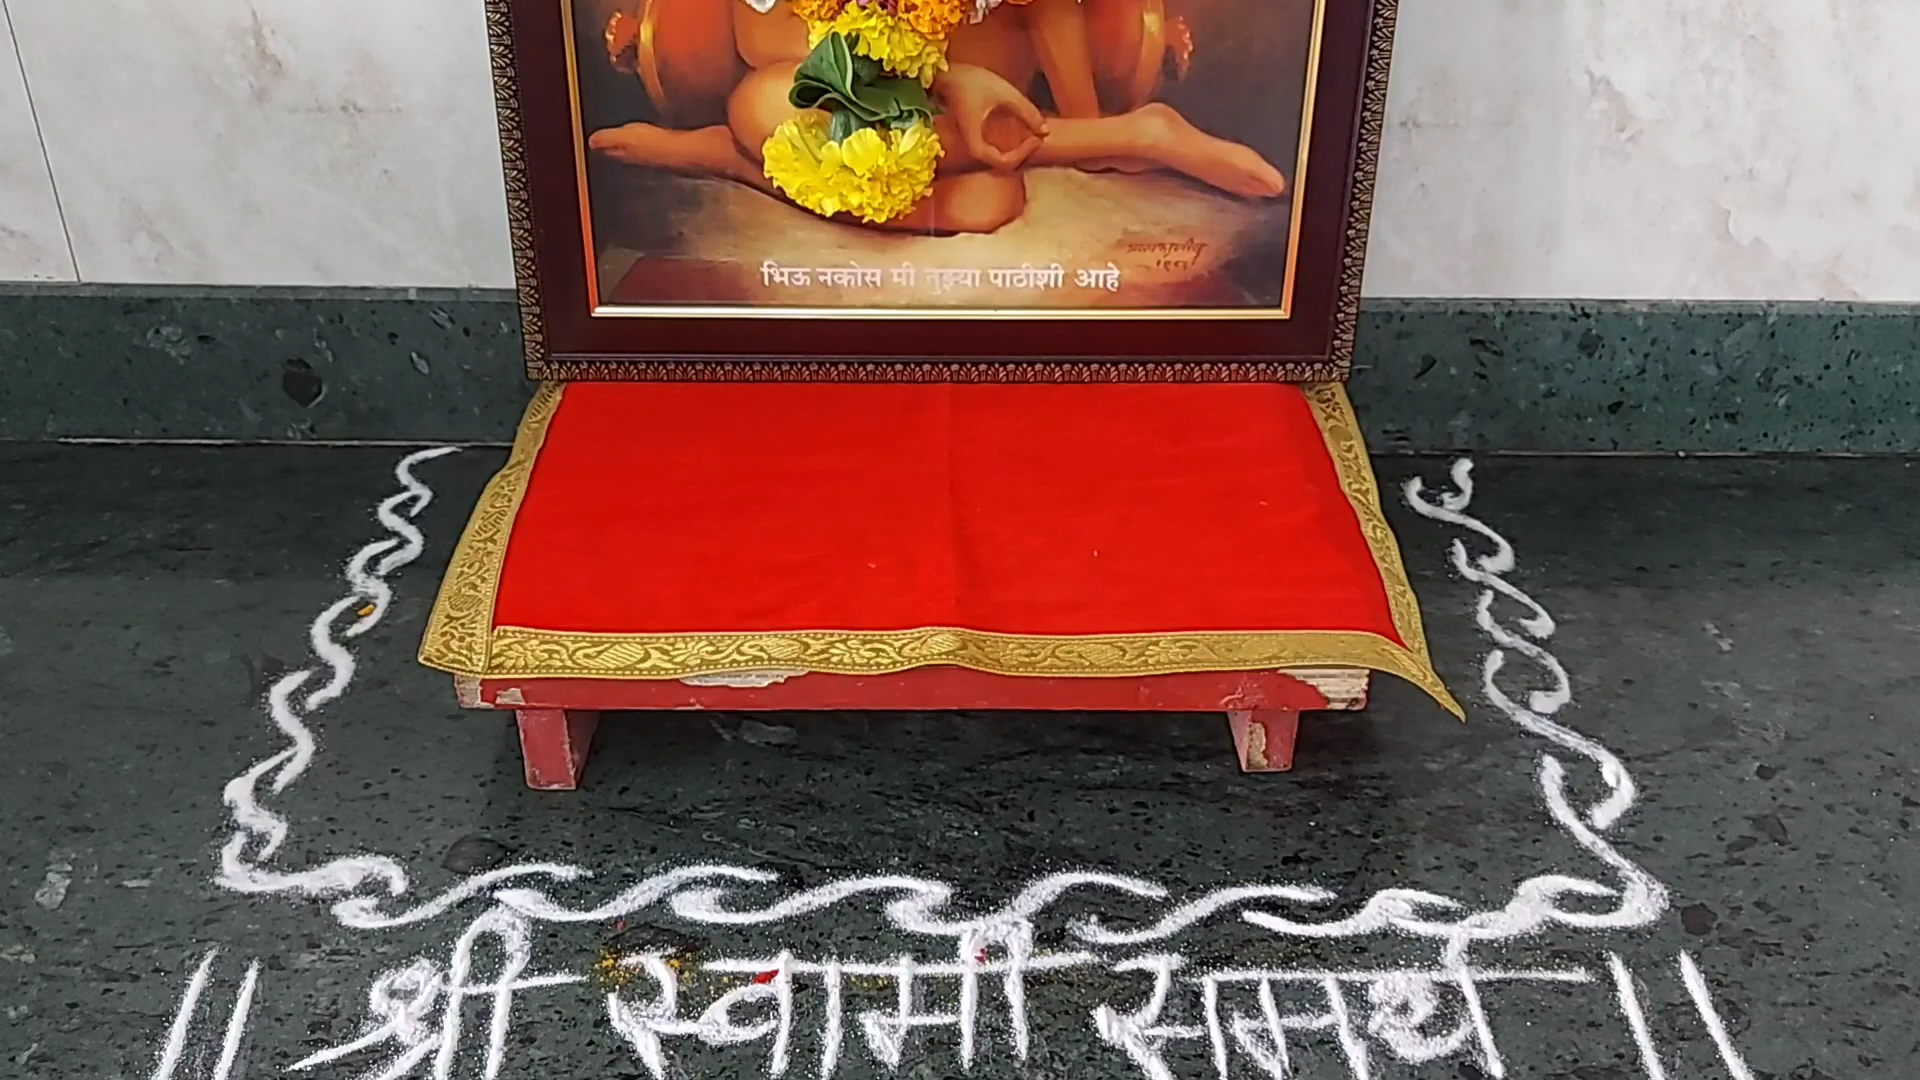 भिऊ नकोस मी तुझ्या पाठीशी आहे
॥ श्री स्वामी समर्थ ॥